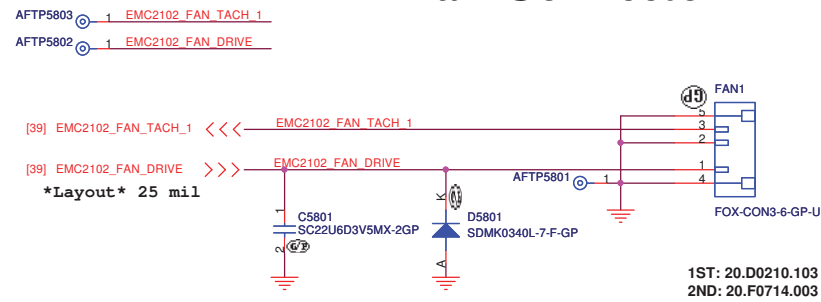 AFTP5803 1 EMC2102_FAN_TACH_1
AFTP5802 1 EMC2102_FAN_DRIVE
FAN1
5
[39] EMC2102_FAN_TACH_1 EMC2102_FAN_TACH_1 3
2
[39] EMC2102_FAN_DRIVE EMC2102_FAN_DRIVE 1
*Layout* 25 mil
AFTP5801 1 4
K
1 C5801 D5801 FOX-CON3-6-GP-U
SC22U6D3V5MX-2GP SDMK0340L-7-F-GP
2
A
1ST: 20.D0210.103
2ND: 20.F0714.003